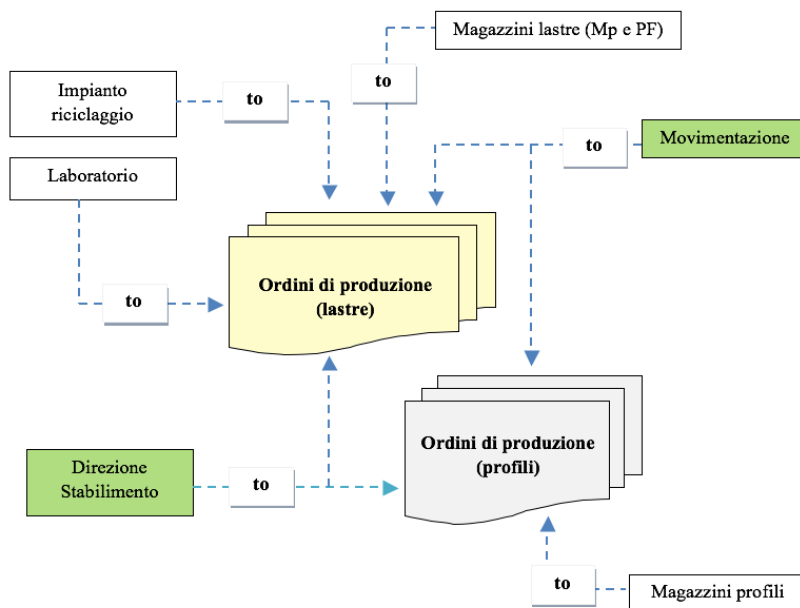 Magazzini lastre (Mp e PF)
Impianto
riciclaggio
to
to
Movimentazione
to
Laboratorio
to
Ordini di produzione
(lastre)
Ordini di produzione
(profili)
Direzione
Stabilimento
to
to
Magazzini profili